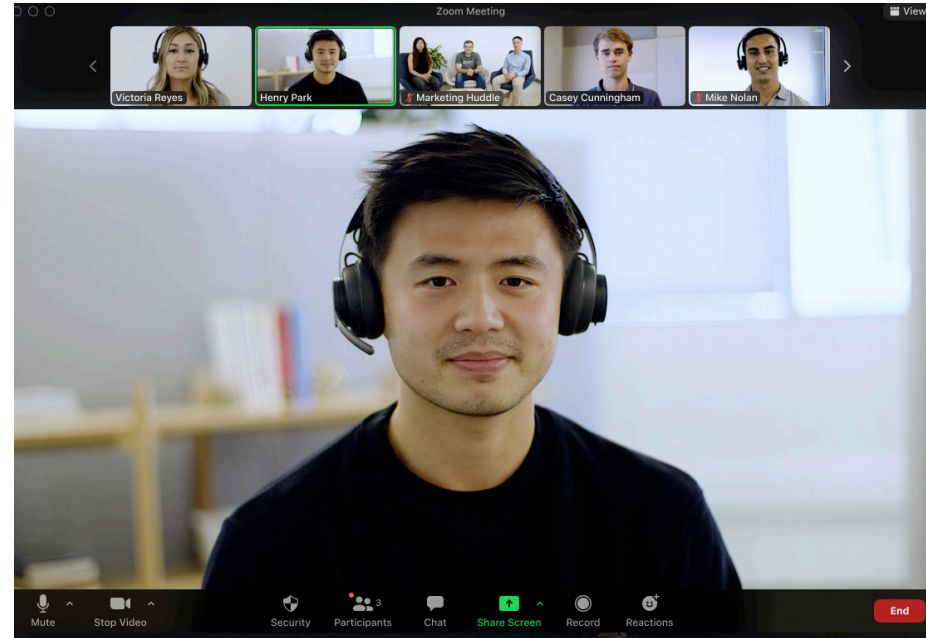 Zoom Meeting
View
Victoria Reyes
Henry Park
Marketing Huddle
Casey Cunningham
Mike Nolan
3
Mute
Stop Video
Security
Participants
Chat
Share Screen
Record
Reactions
End